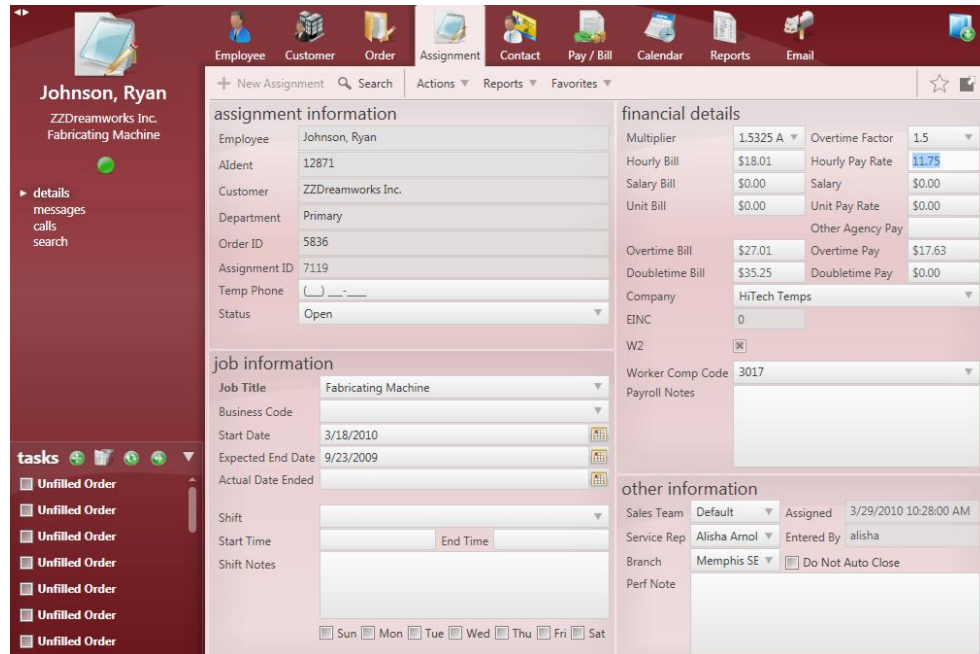 Employee Customer Order Assignment Contact Pay / Bill Calendar Reports Email
New Assignment Search Actions Reports Favorites
Johnson, Ryan
ZZDreamworks Inc.
Fabricating Machine
details
messages
calls
search
tasks
Unfilled Order
Unfilled Order
Unfilled Order
Unfilled Order
Unfilled Order
Unfilled Order
Unfilled Order
assignment information
Employee Johnson, Ryan
AIdent 12871
Customer ZZDreamworks Inc.
Department Primary
Order ID 5836
Assignment ID 7119
Temp Phone (__) __-___
Status Open
job information
Job Title Fabricating Machine
Business Code
Start Date 3/18/2010
Expected End Date 9/23/2009
Actual Date Ended
Shift
Start Time End Time
Shift Notes
Sun Mon Tue Wed Thu Fri Sat
financial details
Multiplier 1.5325 A Overtime Factor 1.5
Hourly Bill $18.01 Hourly Pay Rate 11.75
Salary Bill $0.00 Salary $0.00
Unit Bill $0.00 Unit Pay Rate $0.00
Other Agency Pay
Overtime Bill $27.01 Overtime Pay $17.63
Doubletime Bill $35.25 Doubletime Pay $0.00
Company HiTech Temps
EINC 0
W2
Worker Comp Code 3017
Payroll Notes
other information
Sales Team Default Assigned 3/29/2010 10:28:00 AM
Service Rep Alisha Arnol Entered By alisha
Branch Memphis SE Do Not Auto Close
Perf Note